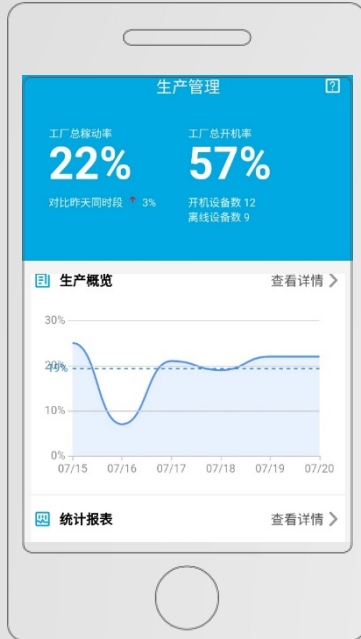 生产管理
?
工厂总稼动率 工厂总开机率
22% 57%
对比昨天同时段 3% 开机设备数 12
离线设备数 9
生产概览 查看详情
30%
20%
19%
10%
0%
07/15 07/16 07/17 07/18 07/19 07/20
统计报表 查看详情